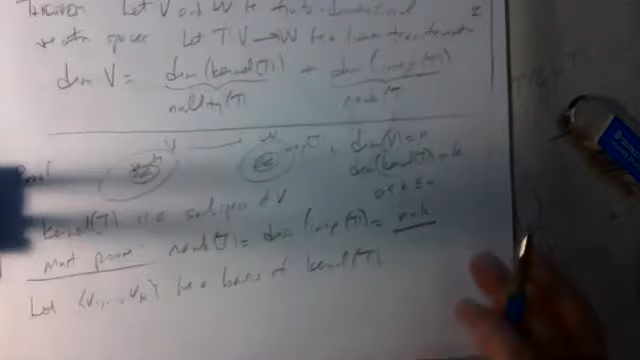 THEOREM Let V and W be finite-dimensional
vector spaces Let T V → W be a linear transformation
dim V = dim (kernel(T)) + dim (image(T))
nullity(T) rank(T
V → W
dim(V) = n
dim(kernel(T)) = k
0 ≤ k ≤ n
Proof
kernel(T) is a subspace of V
must prove: rank(T) = dim (image(T)) = n-k
Let {v₁, ..., vₖ} be a basis of kernel(T)